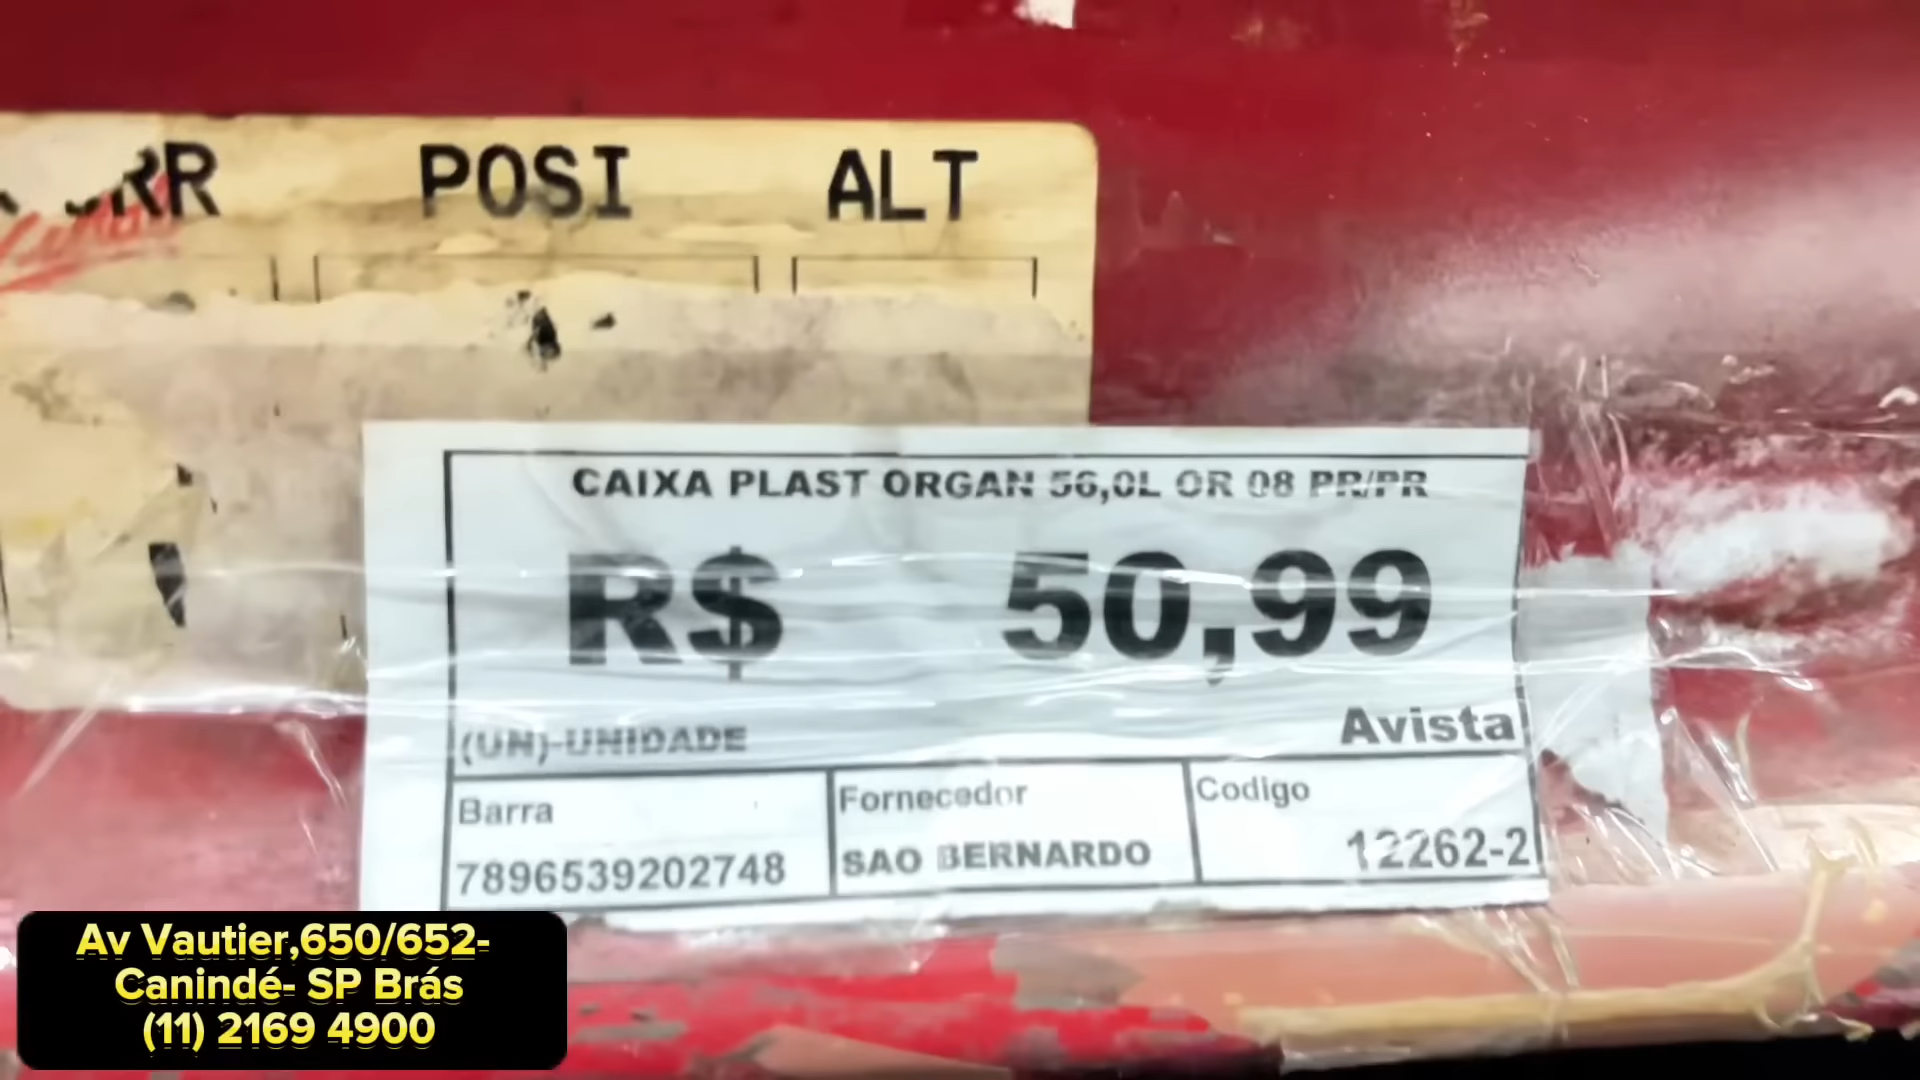 POSI ALT
CAIXA PLAST ORGAN 56,0L OR 08 PR/PR
R$ 50,99
(UN)-UNIDADE Avista
Barra Fornecedor Codigo
7896539202748 SAO BERNARDO 12262-2
Av Vautier,650/652-
Canindé- SP Brás
(11) 2169 4900